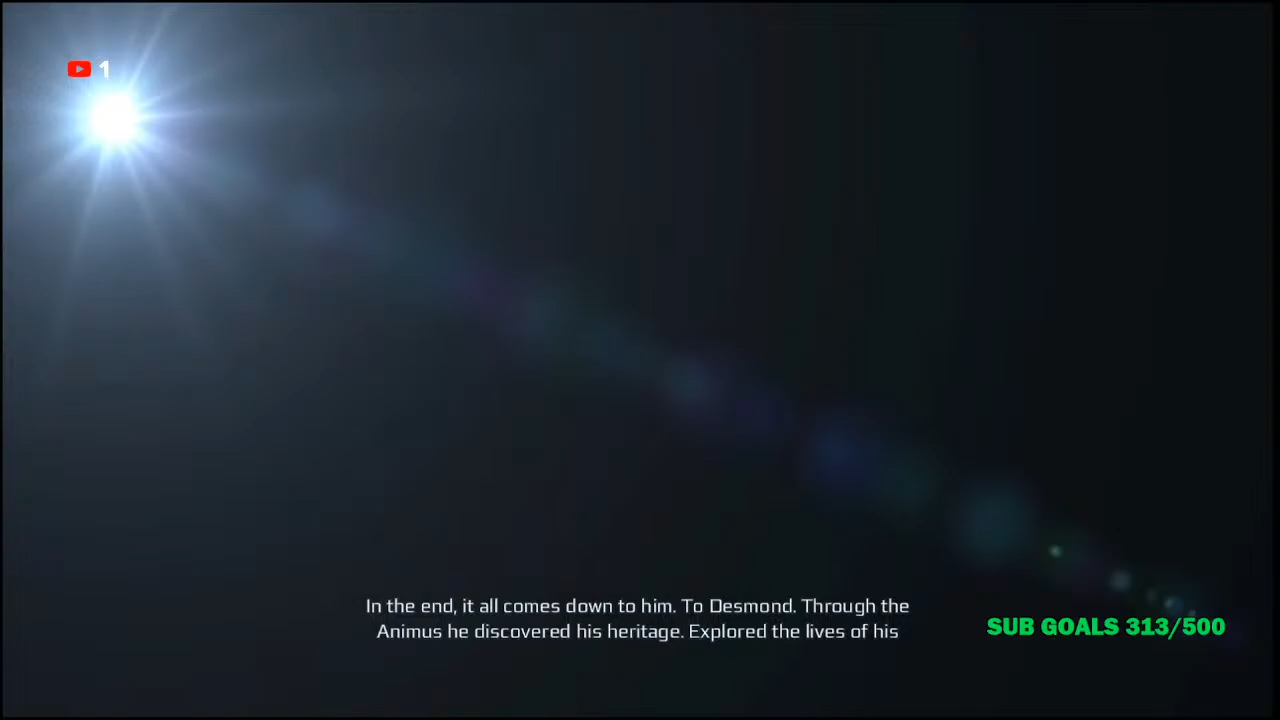 1
In the end, it all comes down to him. To Desmond. Through the
Animus he discovered his heritage. Explored the lives of his
SUB GOALS 313/500